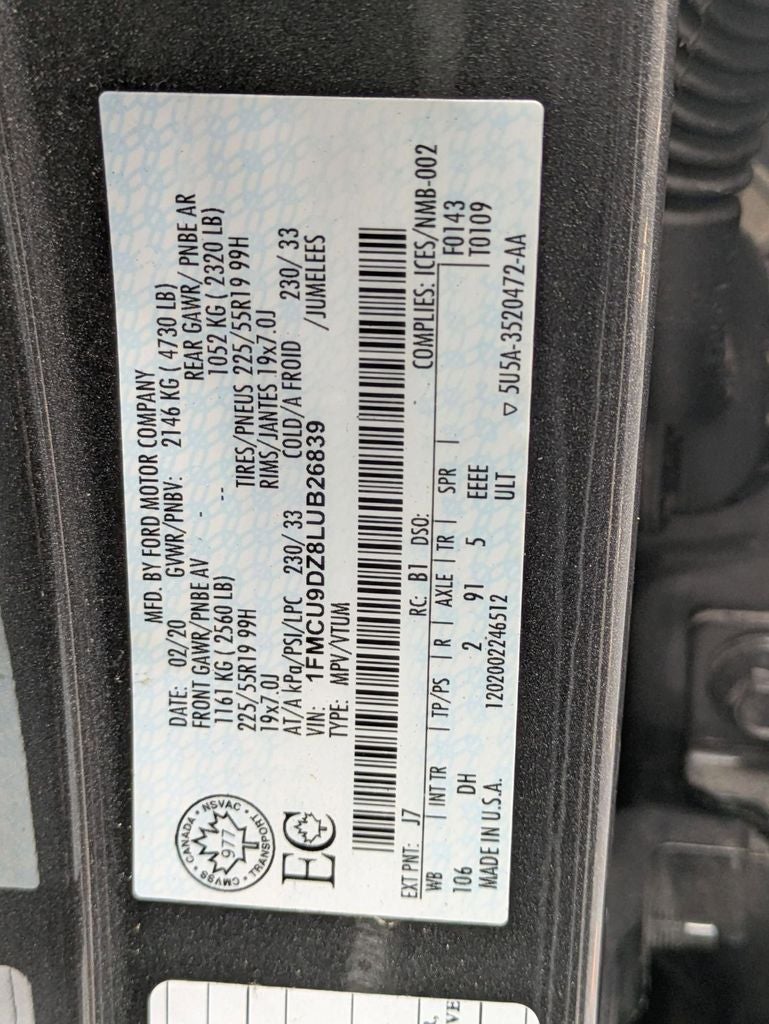 MFD. BY FORD MOTOR COMPANY
DATE: 02/20 GVWR/PNBV: 2146 KG ( 4730 LB)
FRONT GAWR/PNBE AV REAR GAWR/ PNBE AR
1161 KG ( 2560 LB) - -- 1052 KG ( 2320 LB)
225/55R19 99H TIRES/PNEUS 225/55R19 99H
19x7.0J RIMS/JANTES 19x7.0J
AT/A kPa/PSI/LPC 230/ 33 COLD/A FROID 230/ 33
VIN: 1FMCU9DZ8LUB26839 /JUMELEES
TYPE: MPV/VTUM
CANADA · NSVAC · TRANSPORT · CMVSS
977
EC
COMPLIES: ICES/NMB-002
EXT PNT: J7 RC: B1 DSO: F0143
WB | INT TR | TP/PS | R | AXLE | TR | SPR | T0109
106 DH 2 91 5 EEEE
MADE IN U.S.A. 1202002246512 ULT ▽ 5U5A-3520472-AA
VE